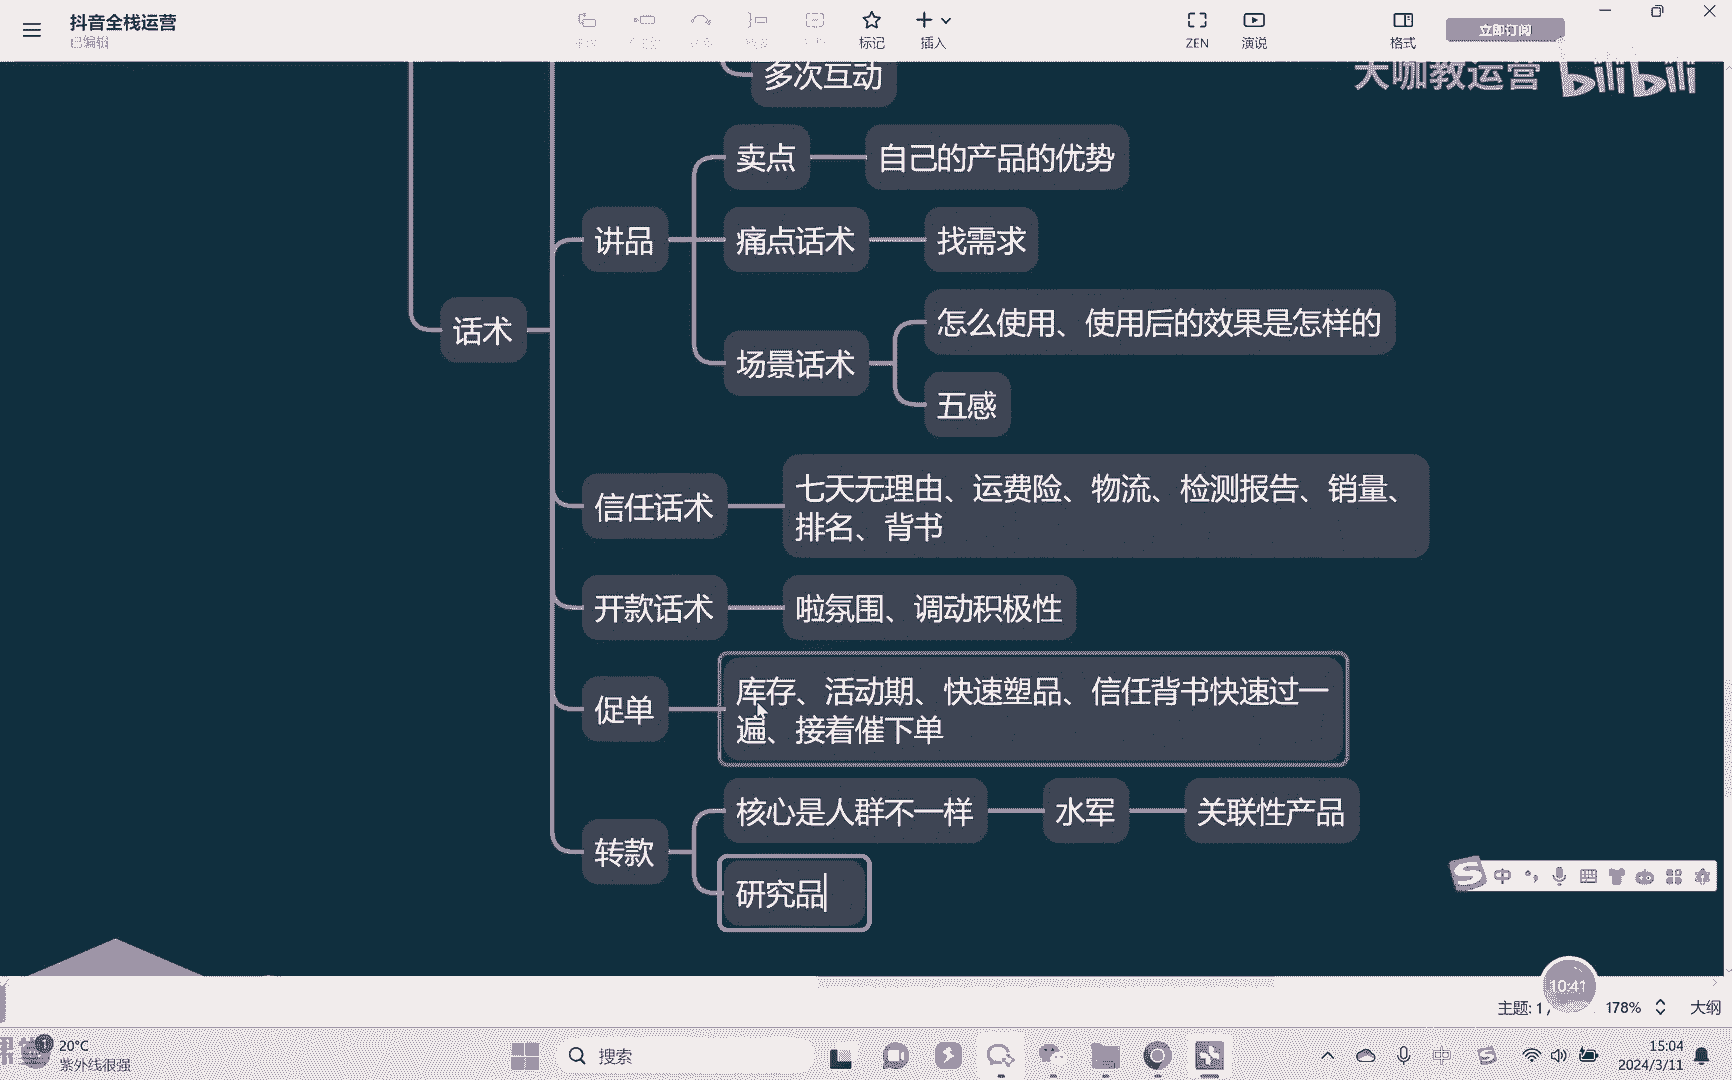 抖音全栈运营
已编辑
标记
插入
ZEN
演说
格式
立即订阅
大咖教运营 bilibili
多次互动
卖点
自己的产品的优势
讲品
痛点话术
找需求
怎么使用、使用后的效果是怎样的
话术
场景话术
五感
信任话术
七天无理由、运费险、物流、检测报告、销量、
排名、背书
开款话术
啦氛围、调动积极性
促单
库存、活动期、快速塑品、信任背书快速过一
遍、接着催下单
转款
核心是人群不一样
水军
关联性产品
研究品
中
10:41
主题: 1 /
178%
大纲
1
20°C
紫外线很强
搜索
中
15:04
2024/3/11